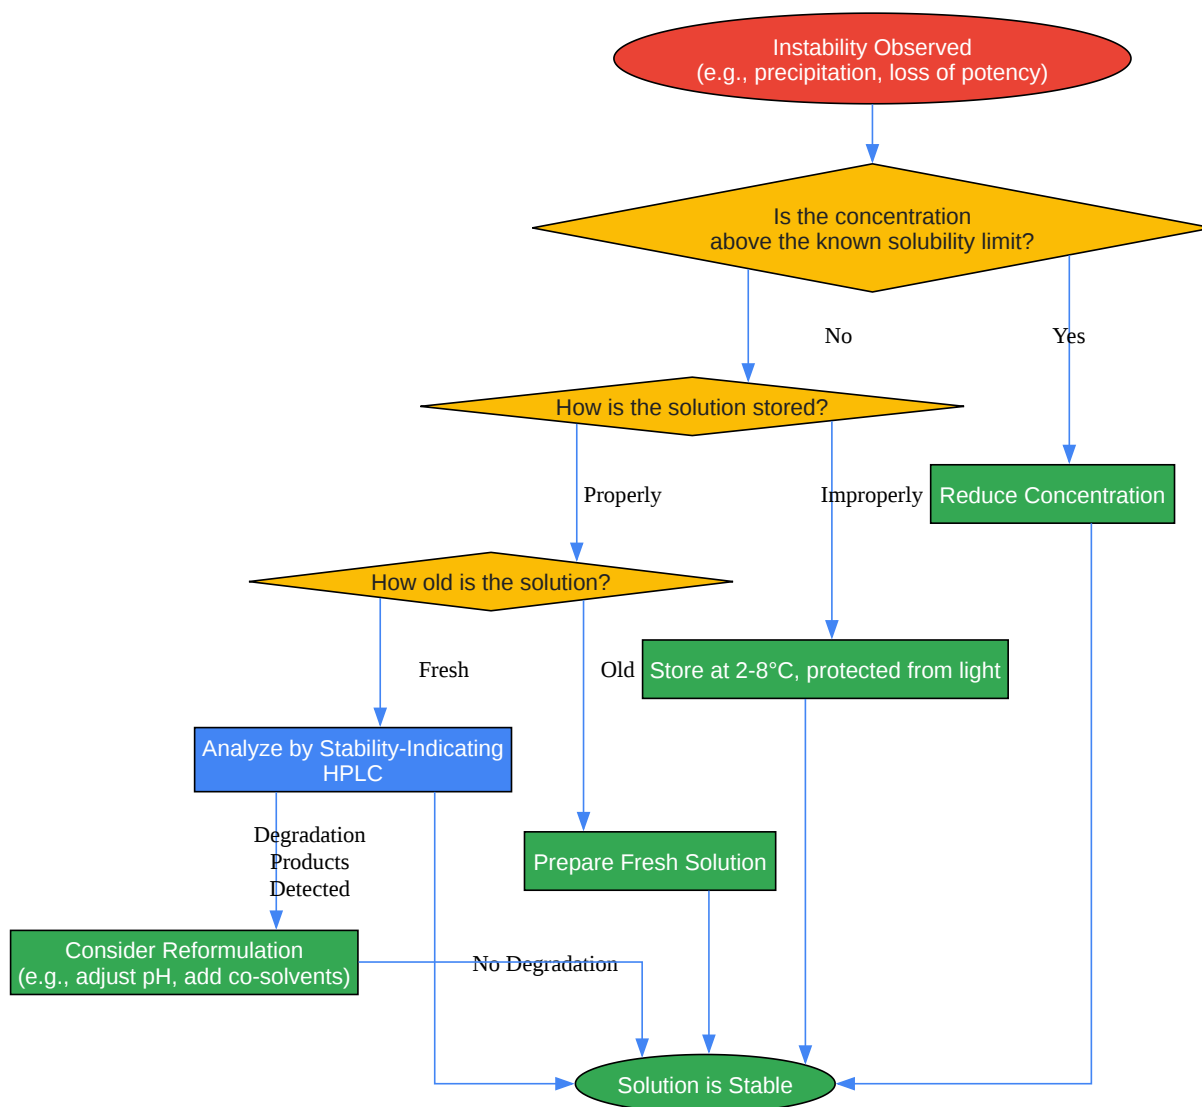 Instability Observed
(e.g., precipitation, loss of potency)
Is the concentration
above the known solubility limit?
No
Yes
How is the solution stored?
Properly
Improperly
Reduce Concentration
How old is the solution?
Fresh
Old
Store at 2-8°C, protected from light
Analyze by Stability-Indicating
HPLC
Degradation
Products
Detected
Prepare Fresh Solution
Consider Reformulation
(e.g., adjust pH, add co-solvents)
No Degradation
Solution is Stable